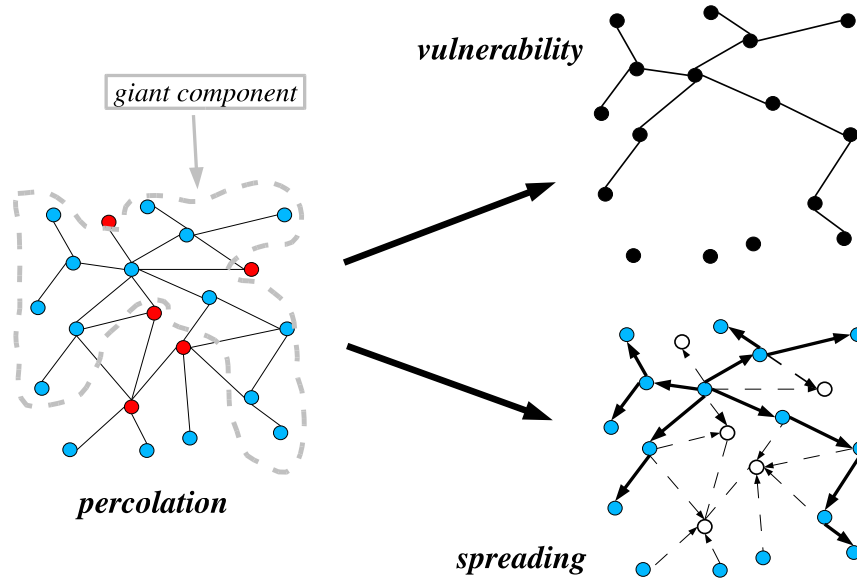 vulnerability
giant component
percolation
spreading